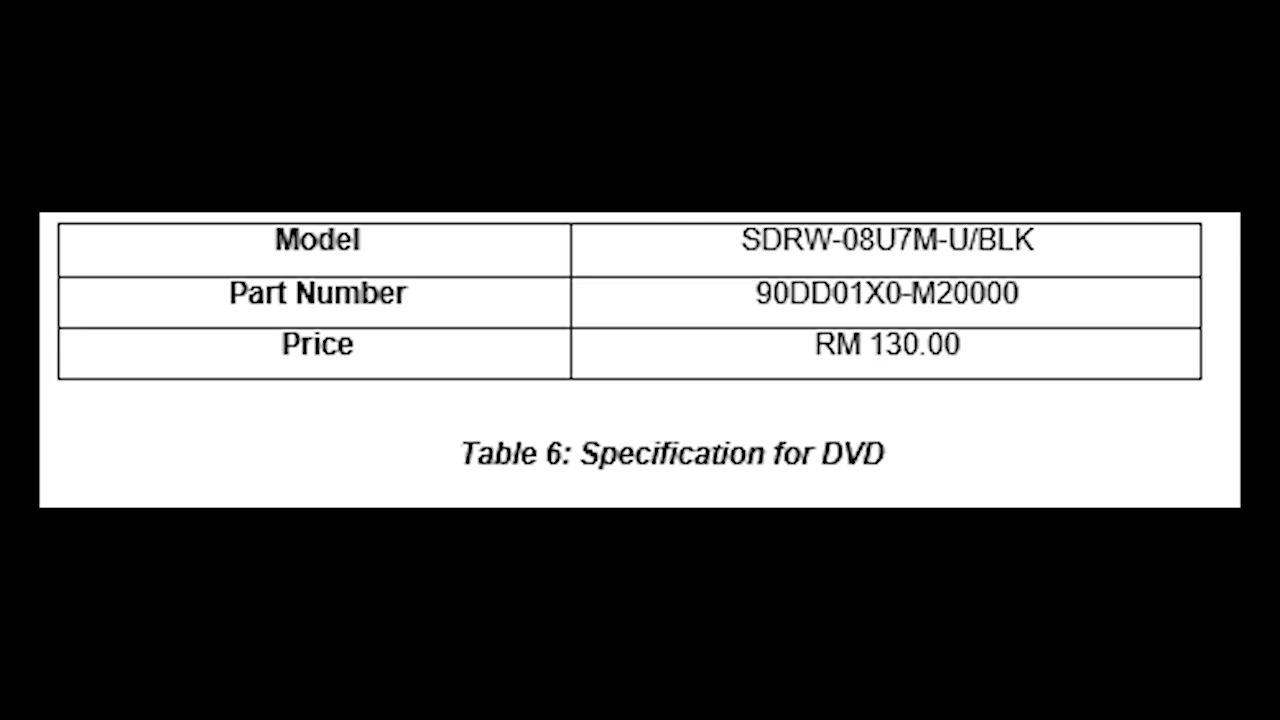 Model SDRW-08U7M-U/BLK
Part Number 90DD01X0-M20000
Price RM 130.00
Table 6: Specification for DVD